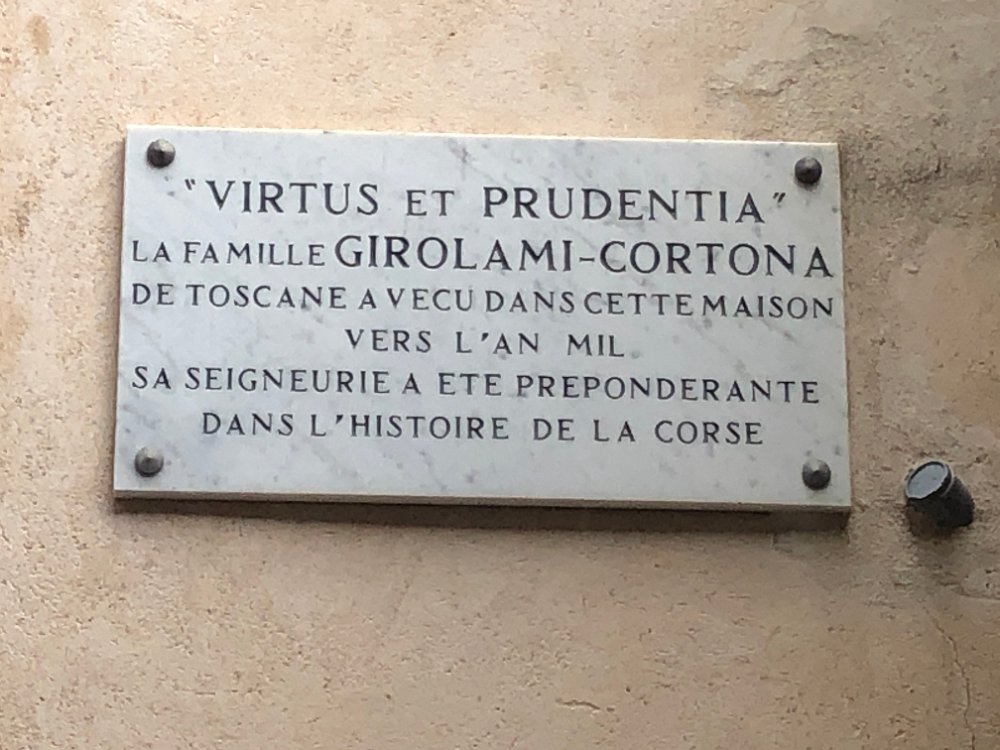 "VIRTUS ET PRUDENTIA"
LA FAMILLE GIROLAMI-CORTONA
DE TOSCANE A VECU DANS CETTE MAISON
VERS L'AN MIL
SA SEIGNEURIE A ETE PREPONDERANTE
DANS L'HISTOIRE DE LA CORSE